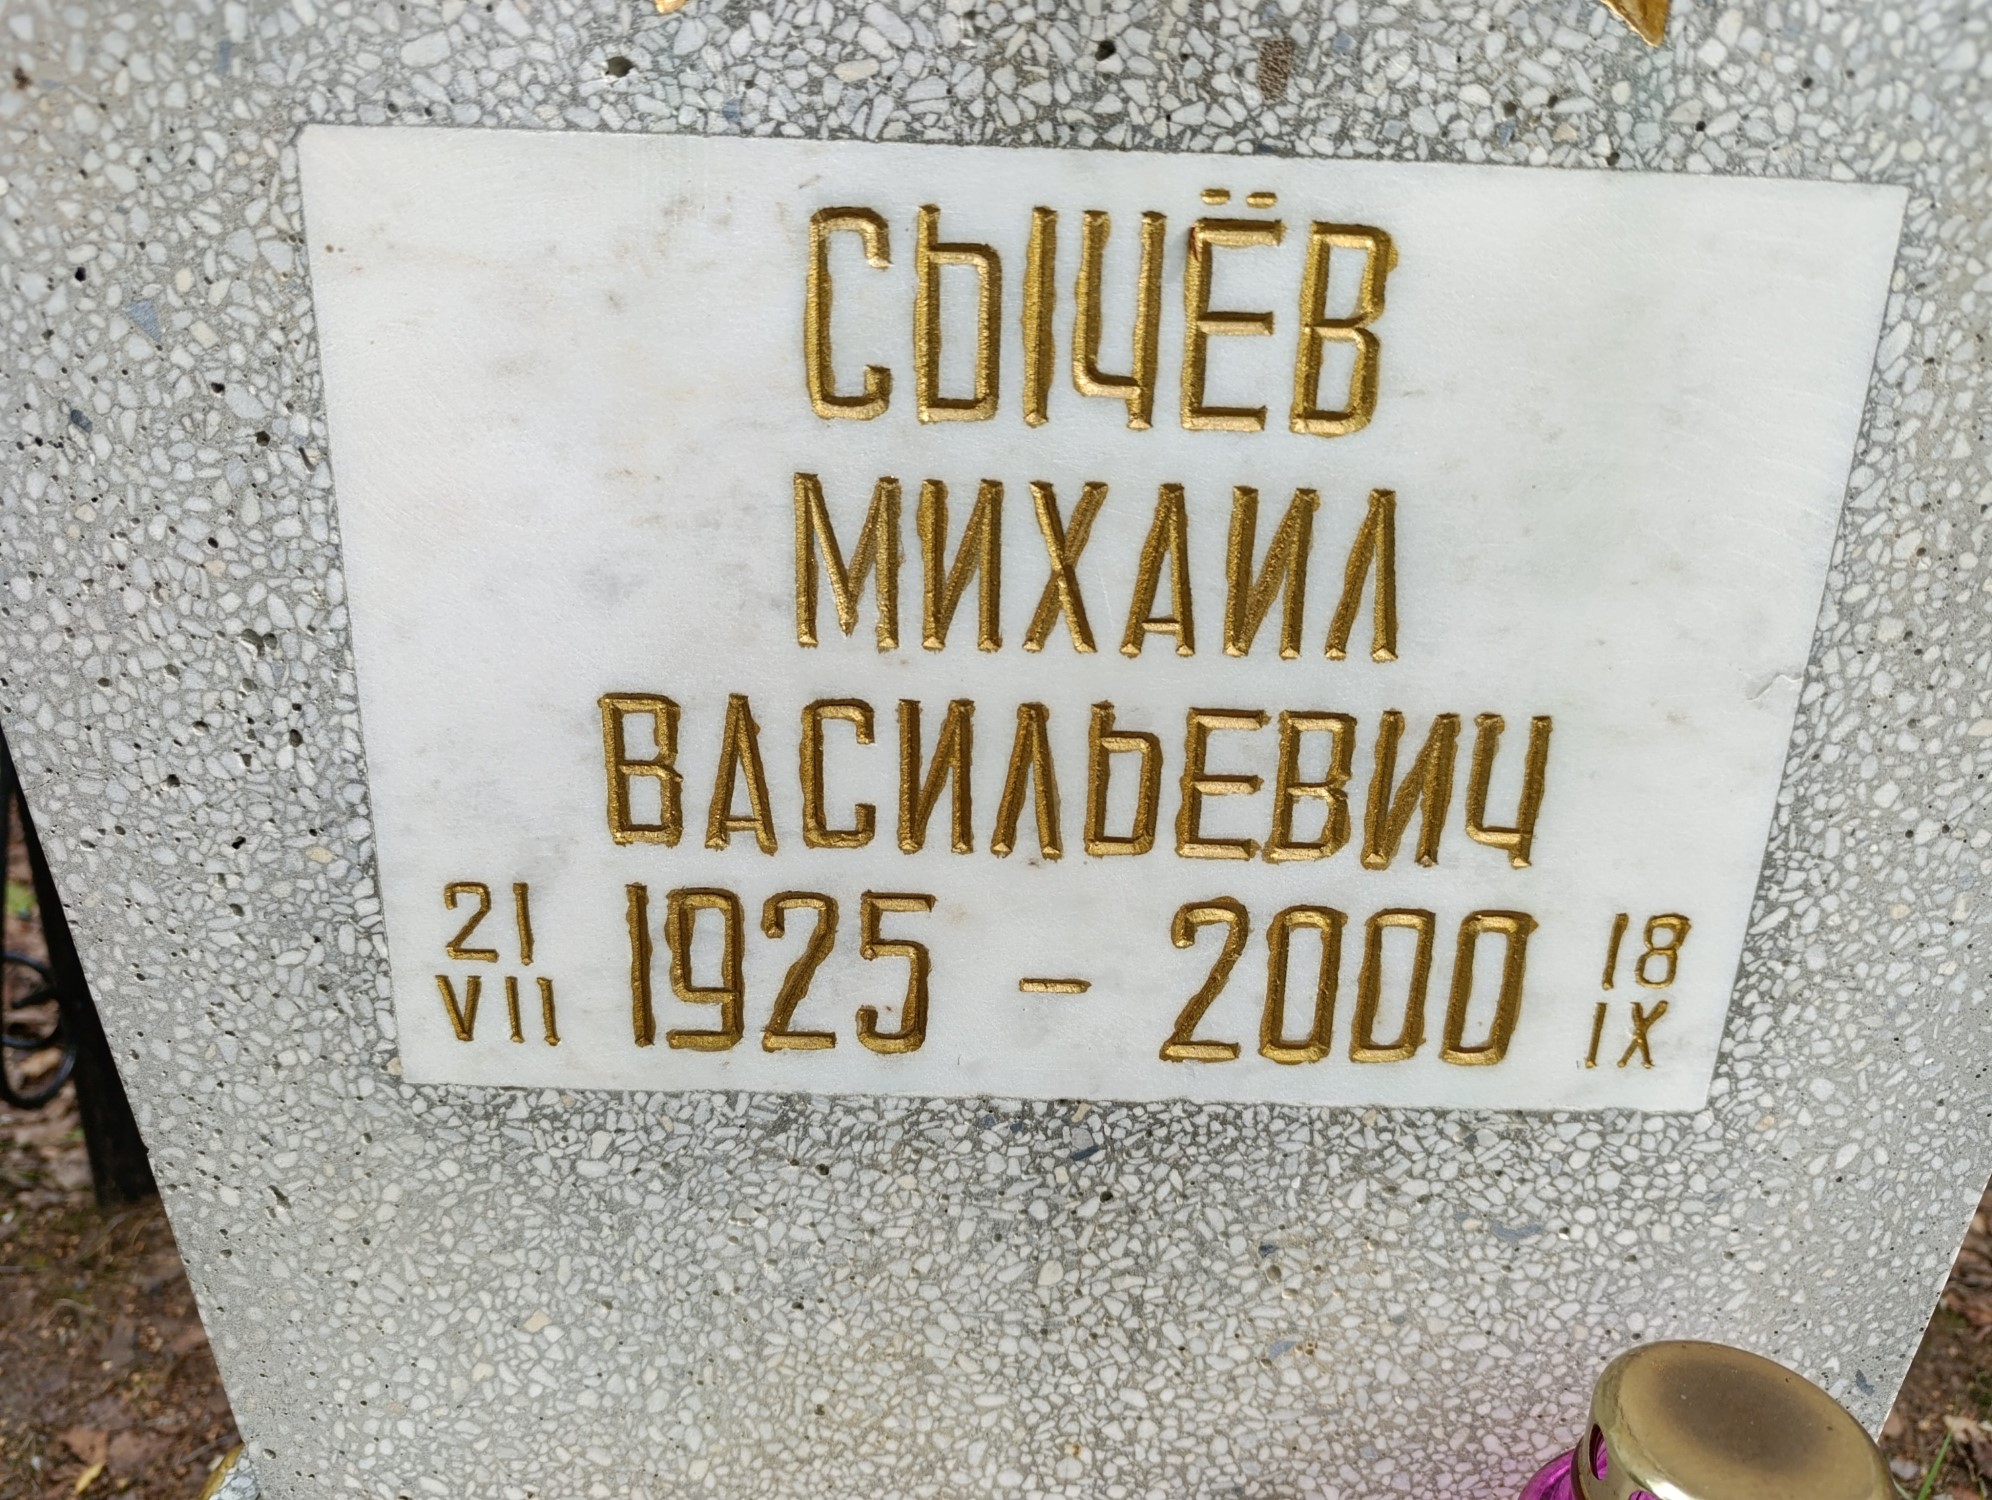 СЫЧЁВ
МИХАИЛ
ВАСИЛЬЕВИЧ
21 VII 1925 - 2000 18 IX